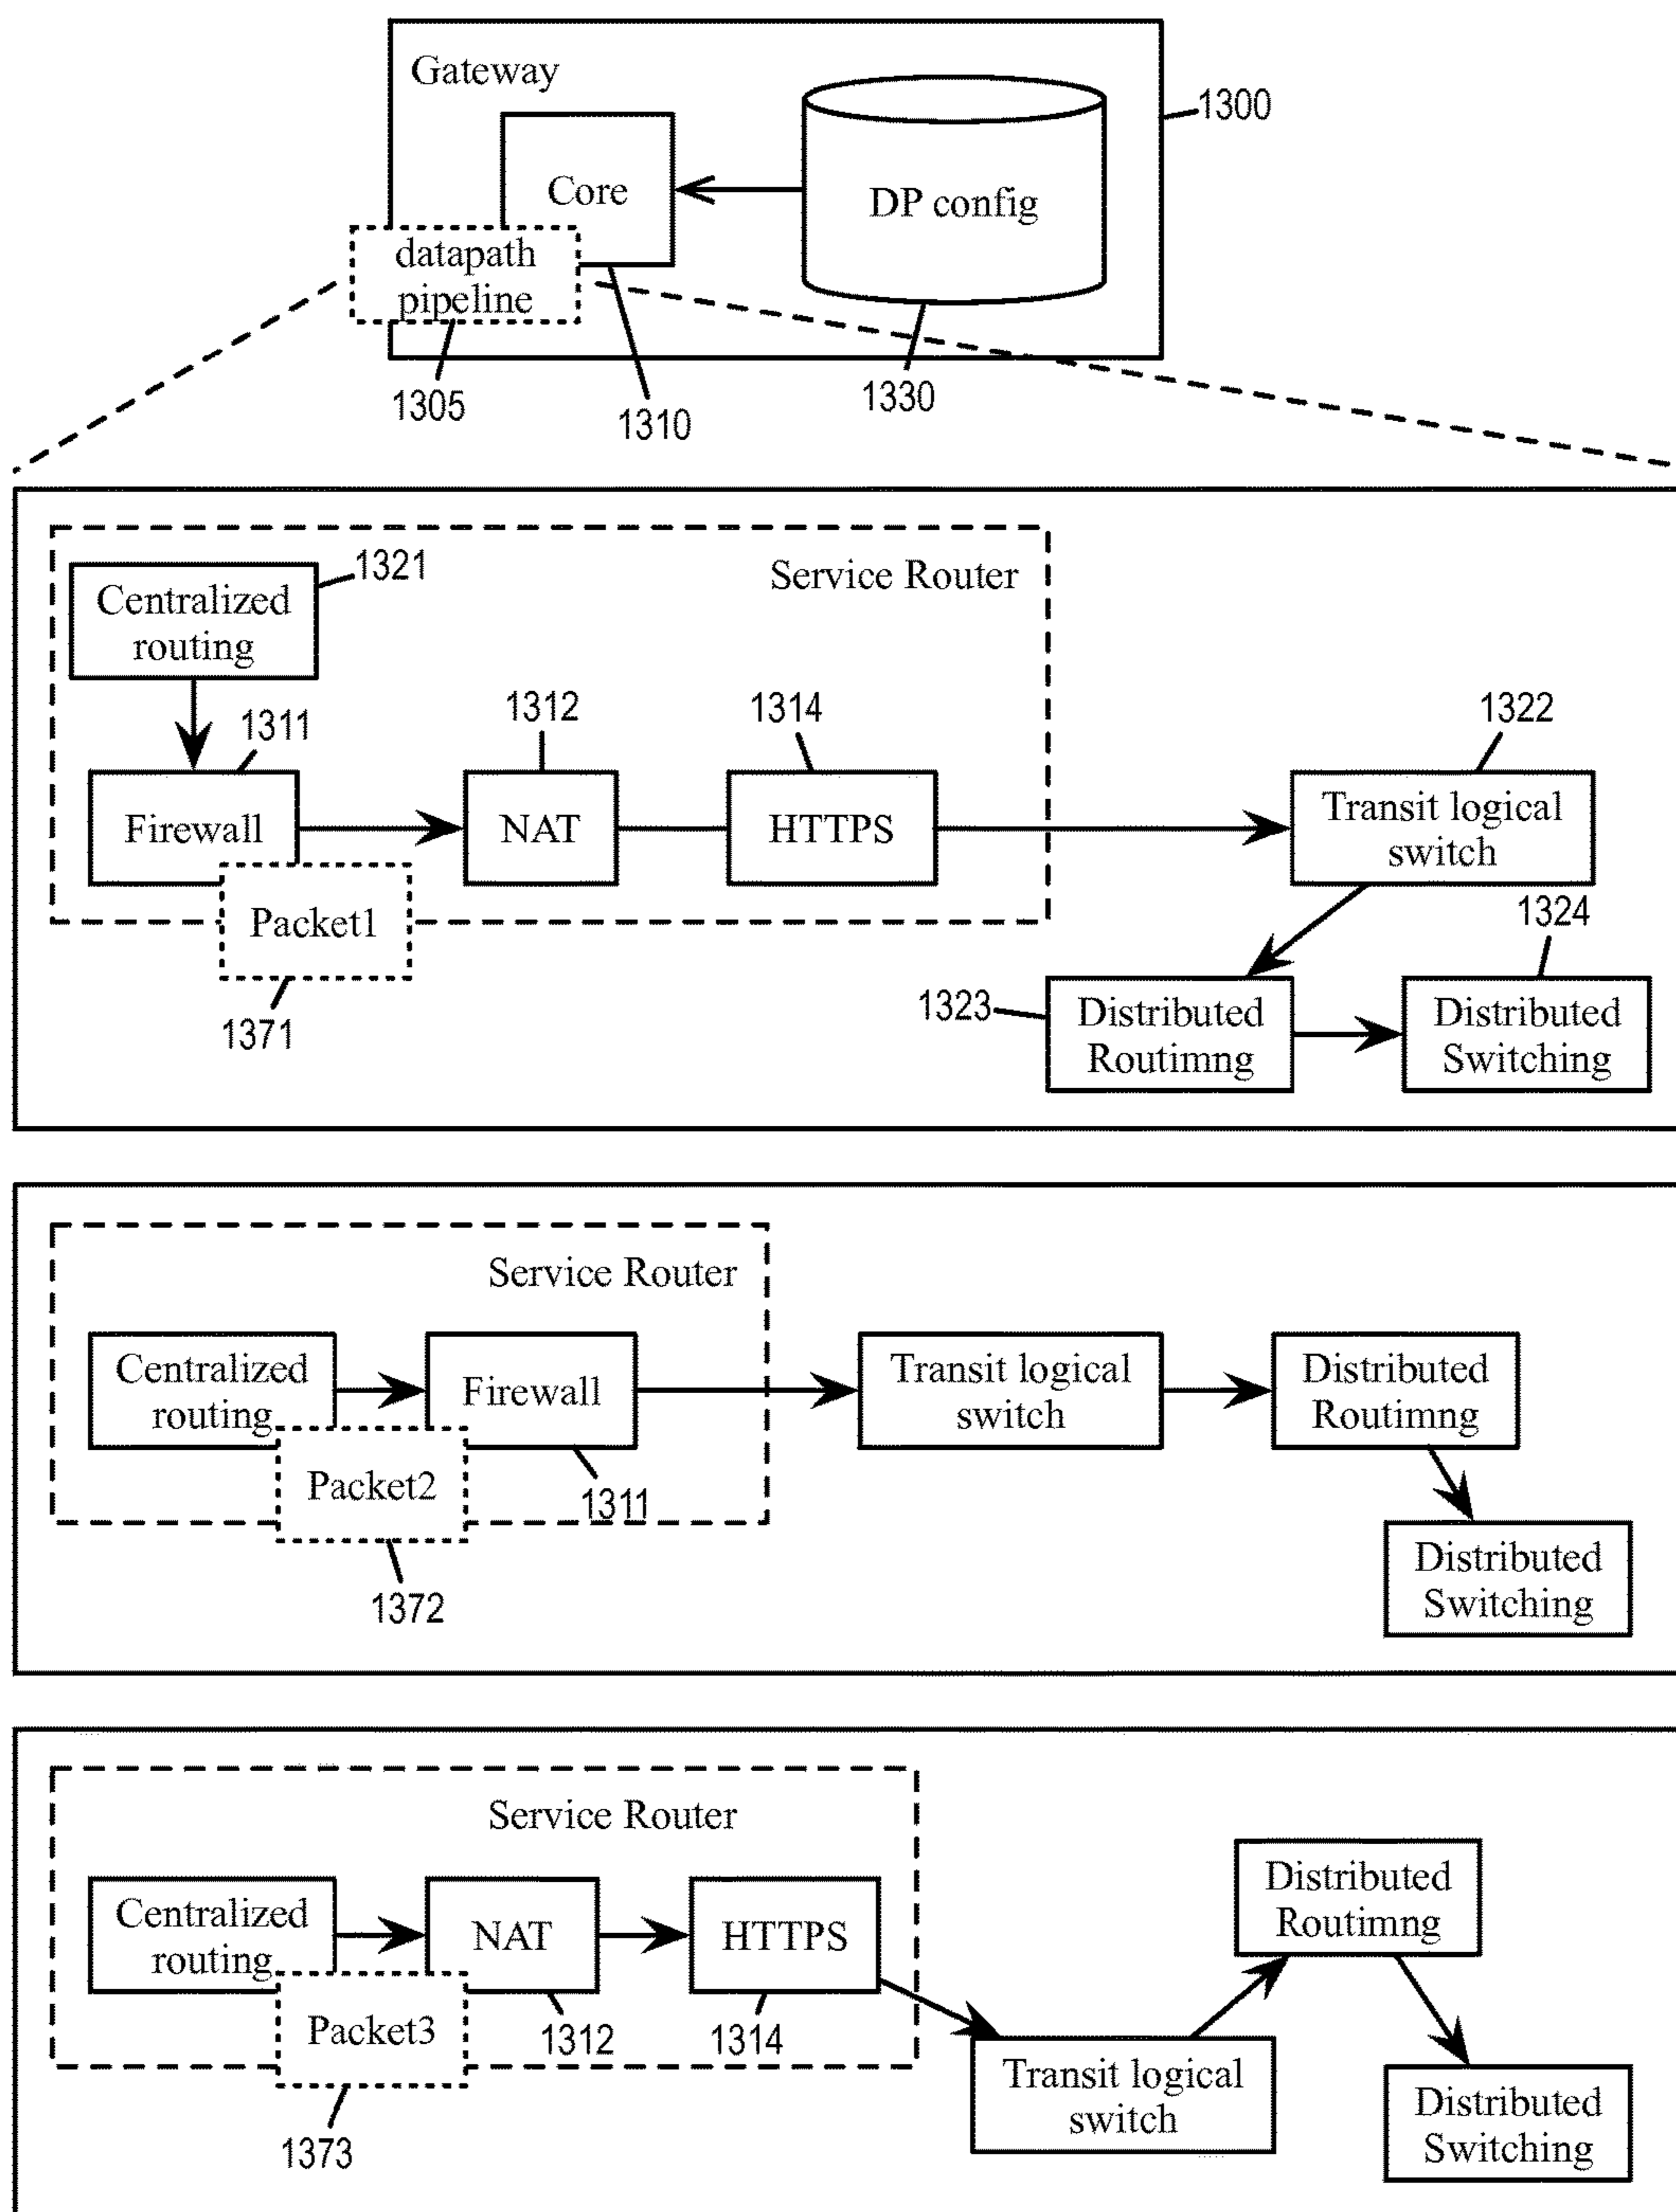 Gateway
1300
Core
DP config
datapath
pipeline
1305
1310
1330
1321
Service Router
Centralized
routing
1311
1312
1314
1322
Firewall
NAT
HTTPS
Transit logical
switch
Packet1
1324
1371
1323
Distributed
Routimng
Distributed
Switching
Service Router
Centralized
routing
Firewall
Transit logical
switch
Distributed
Routimng
Packet2
1311
1372
Distributed
Switching
Service Router
Centralized
routing
NAT
HTTPS
Distributed
Routimng
Packet3
1312
1314
1373
Transit logical
switch
Distributed
Switching